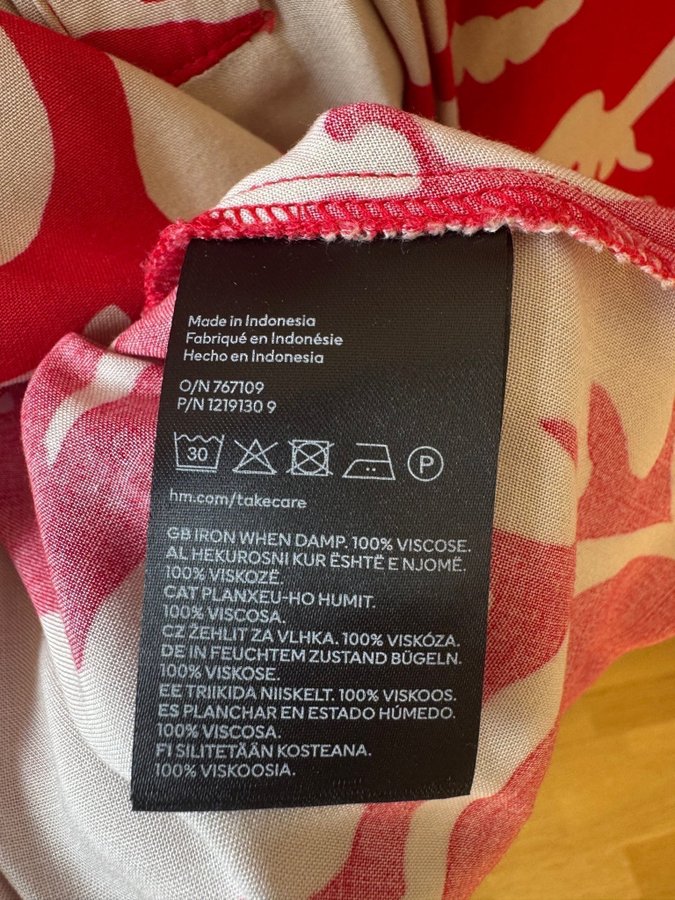 Made in Indonesia
Fabriqué en Indonésie
Hecho en Indonesia
O/N 767109
P/N 1219130 9
30 P
hm.com/takecare
GB IRON WHEN DAMP. 100% VISCOSE.
AL HEKUROSNI KUR ËSHTË E NJOMË.
100% VISKOZË.
CAT PLANXEU-HO HUMIT.
100% VISCOSA.
CZ ŽEHLIT ZA VLHKA. 100% VISKÓZA.
DE IN FEUCHTEM ZUSTAND BÜGELN.
100% VISKOSE.
EE TRIIKIDA NIISKELT. 100% VISKOOS.
ES PLANCHAR EN ESTADO HÚMEDO.
100% VISCOSA.
FI SILITETÄÄN KOSTEANA.
100% VISKOOSIA.